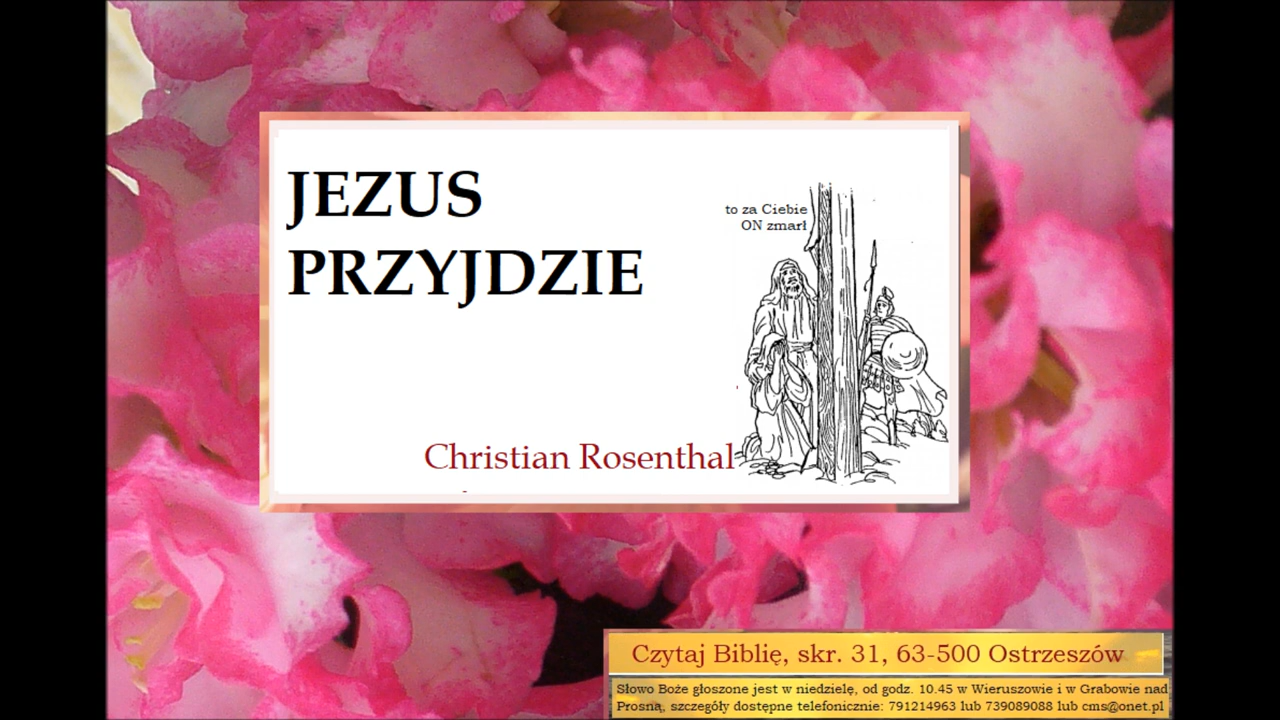 JEZUS
PRZYJDZIE
to za Ciebie
ON zmarł
Christian Rosenthal
Czytaj Biblię, skr. 31, 63-500 Ostrzeszów
Słowo Boże głoszone jest w niedzielę, od godz. 10.45 w Wieruszowie i w Grabowie nad
Prosną, szczegóły dostępne telefonicznie: 791214963 lub 739089088 lub cms@onet.pl